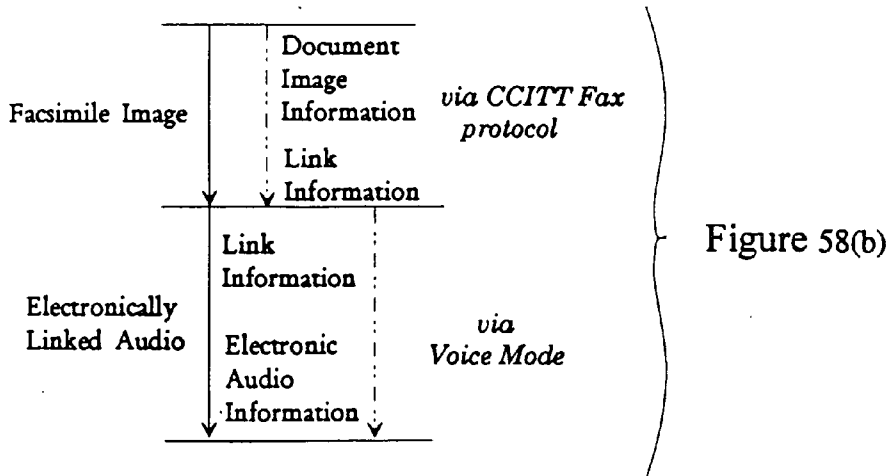 Document
Image
Information
Facsimile Image
via CCITT Fax
protocol
Link
Information
Link
Information
Electronically
Linked Audio
Electronic
Audio
Information
via
Voice Mode
Figure 58(b)